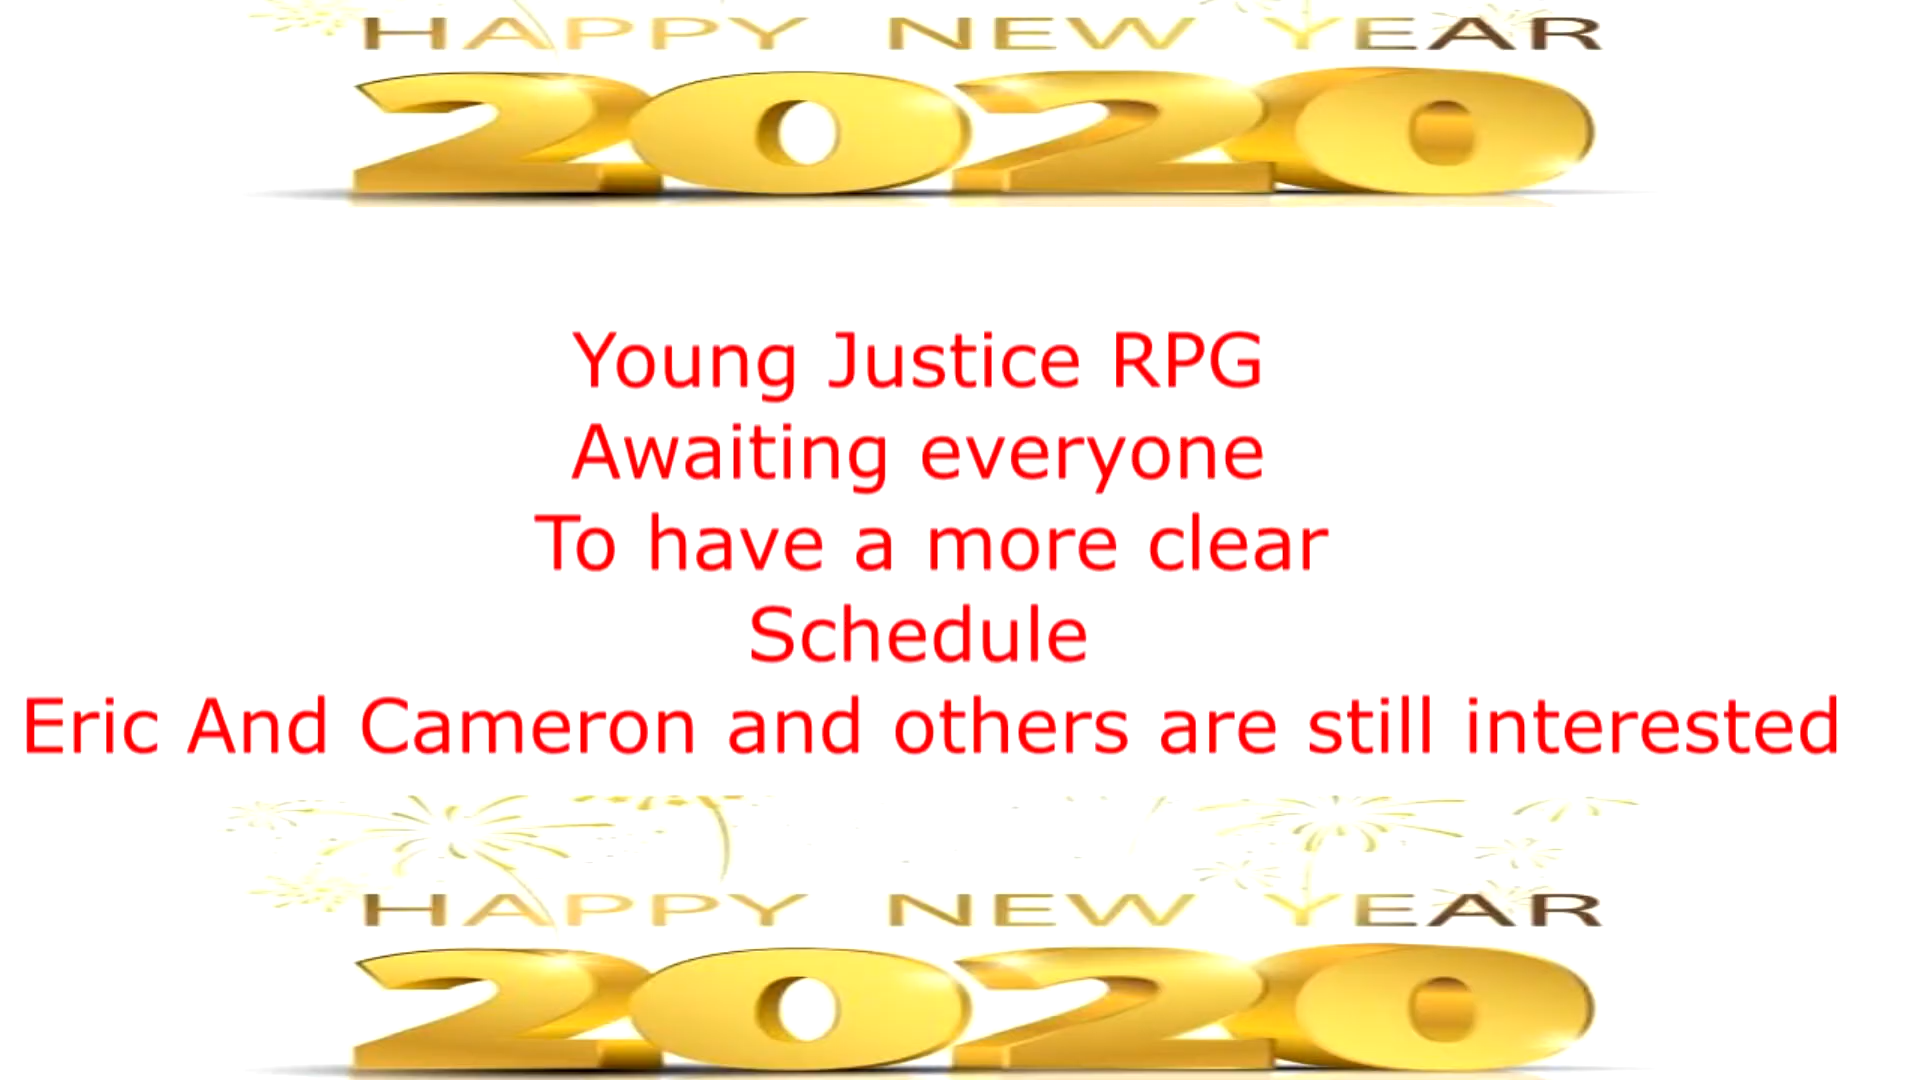 HAPPY NEW YEAR
2020
Young Justice RPG
Awaiting everyone
To have a more clear
Schedule
Eric And Cameron and others are still interested
HAPPY NEW YEAR
2020